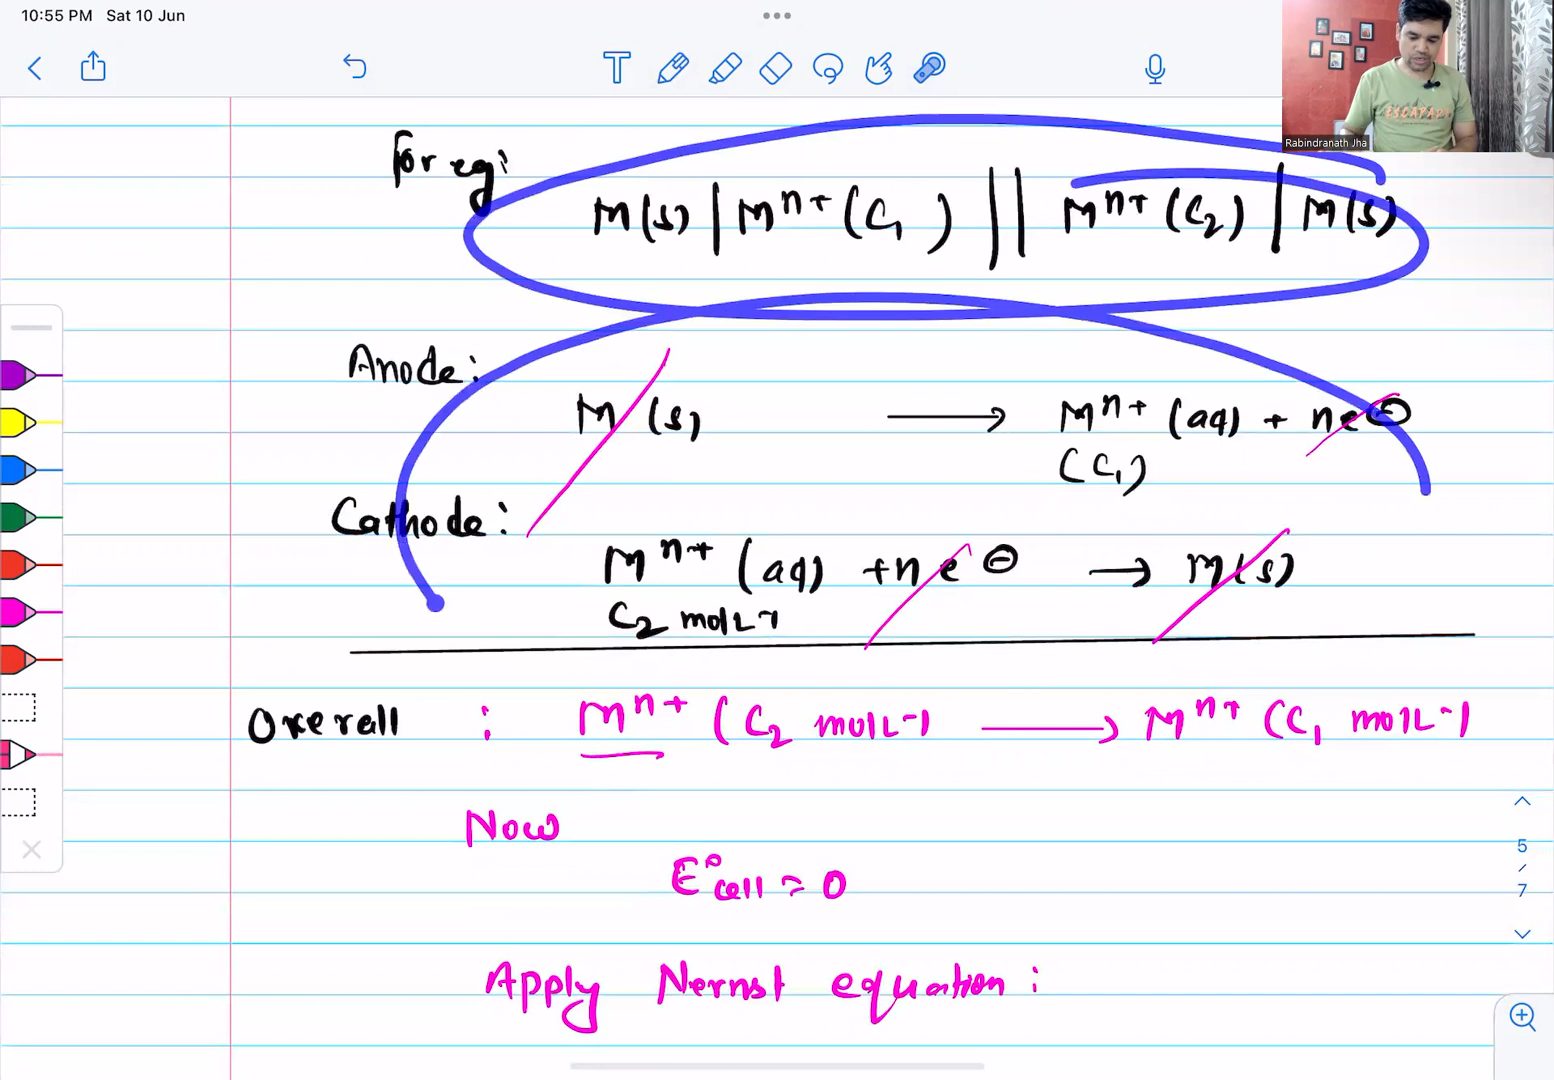 10:55 PM Sat 10 Jun
Rabindranath Jha
For eg:
M(s) | Mⁿ⁺ (C₁) || Mⁿ⁺ (C₂) | M(s)
Anode:
M (s) ⟶ Mⁿ⁺ (aq) + ne⊖
(C₁)
Cathode:
Mⁿ⁺ (aq) + ne⊖ → M(s)
C₂ mol L⁻¹
Overall : Mⁿ⁺ (C₂ mol L⁻¹ ⟶ Mⁿ⁺ (C₁ mol L⁻¹
Now
E°cell = 0
Apply Nernst equation :
5
/
7